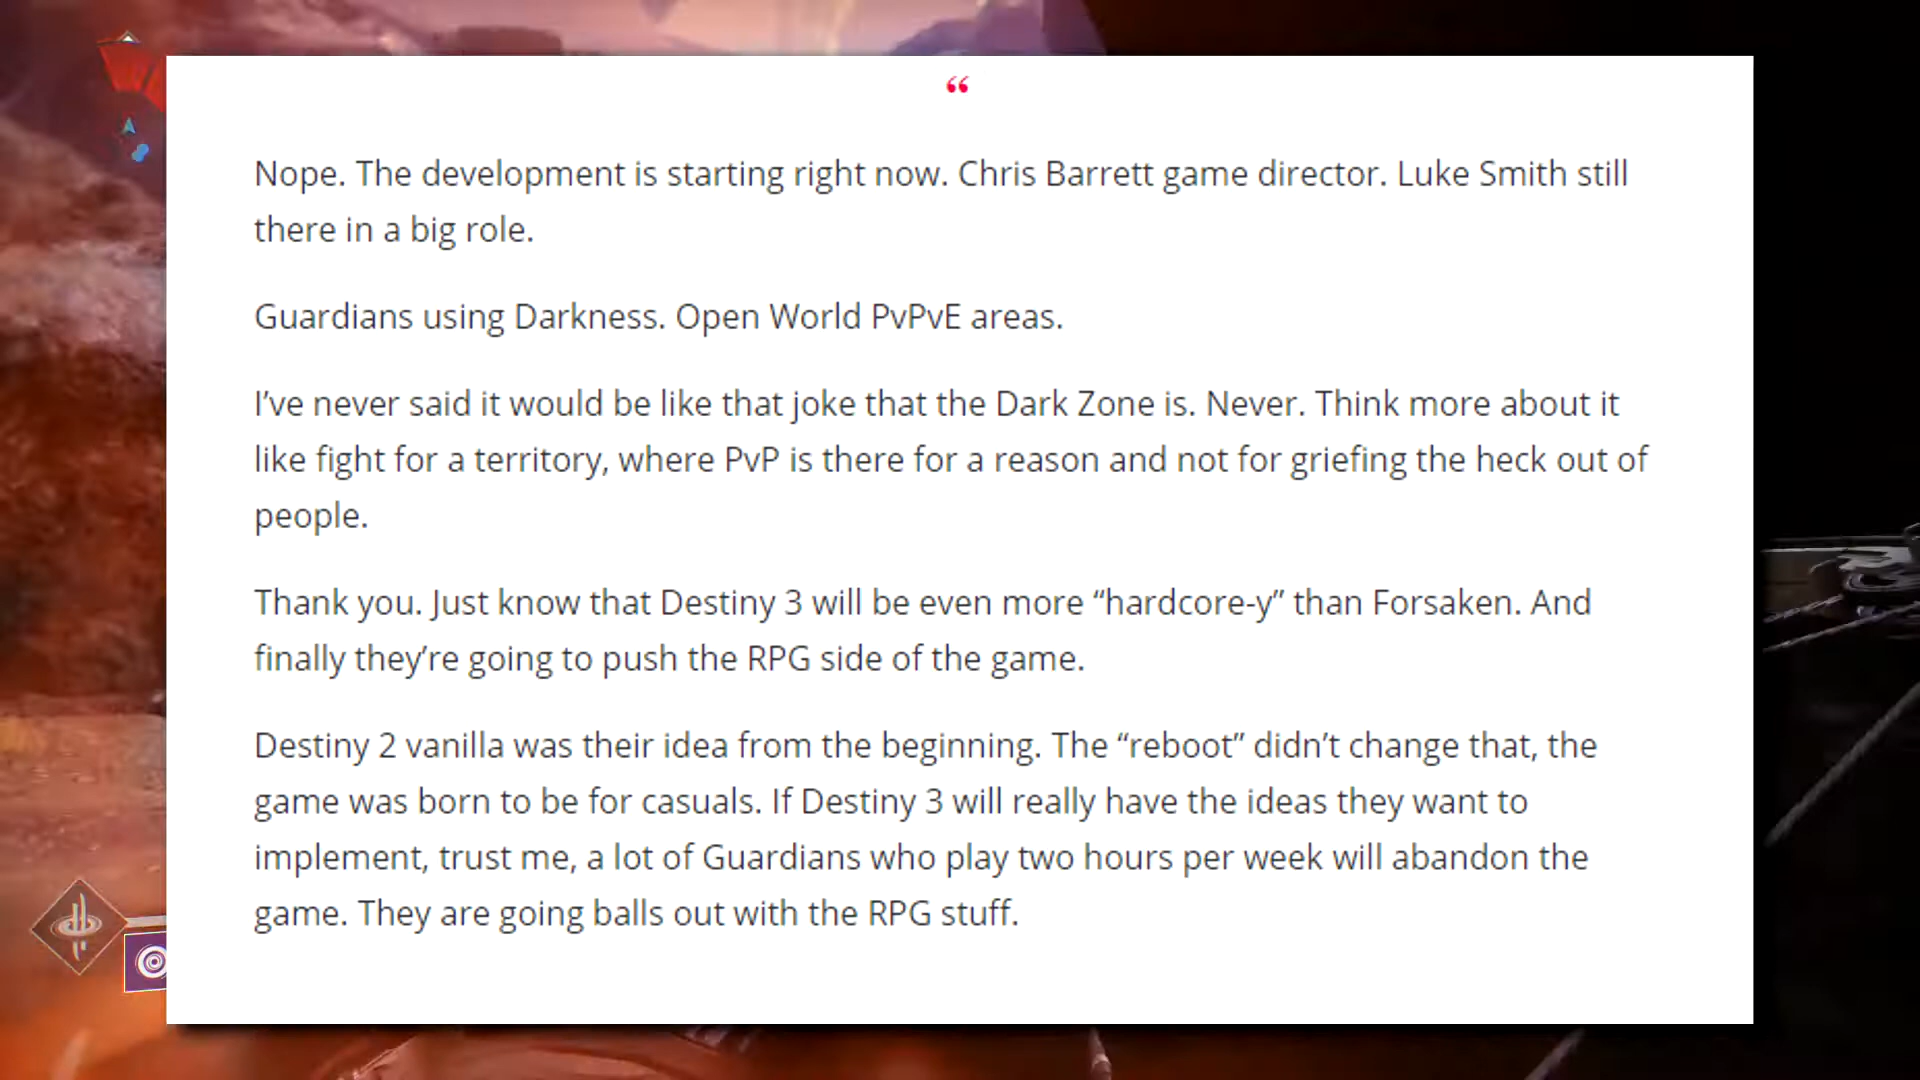 “
Nope. The development is starting right now. Chris Barrett game director. Luke Smith still
there in a big role.
Guardians using Darkness. Open World PvPvE areas.
I’ve never said it would be like that joke that the Dark Zone is. Never. Think more about it
like fight for a territory, where PvP is there for a reason and not for griefing the heck out of
people.
Thank you. Just know that Destiny 3 will be even more “hardcore-y” than Forsaken. And
finally they’re going to push the RPG side of the game.
Destiny 2 vanilla was their idea from the beginning. The “reboot” didn’t change that, the
game was born to be for casuals. If Destiny 3 will really have the ideas they want to
implement, trust me, a lot of Guardians who play two hours per week will abandon the
game. They are going balls out with the RPG stuff.